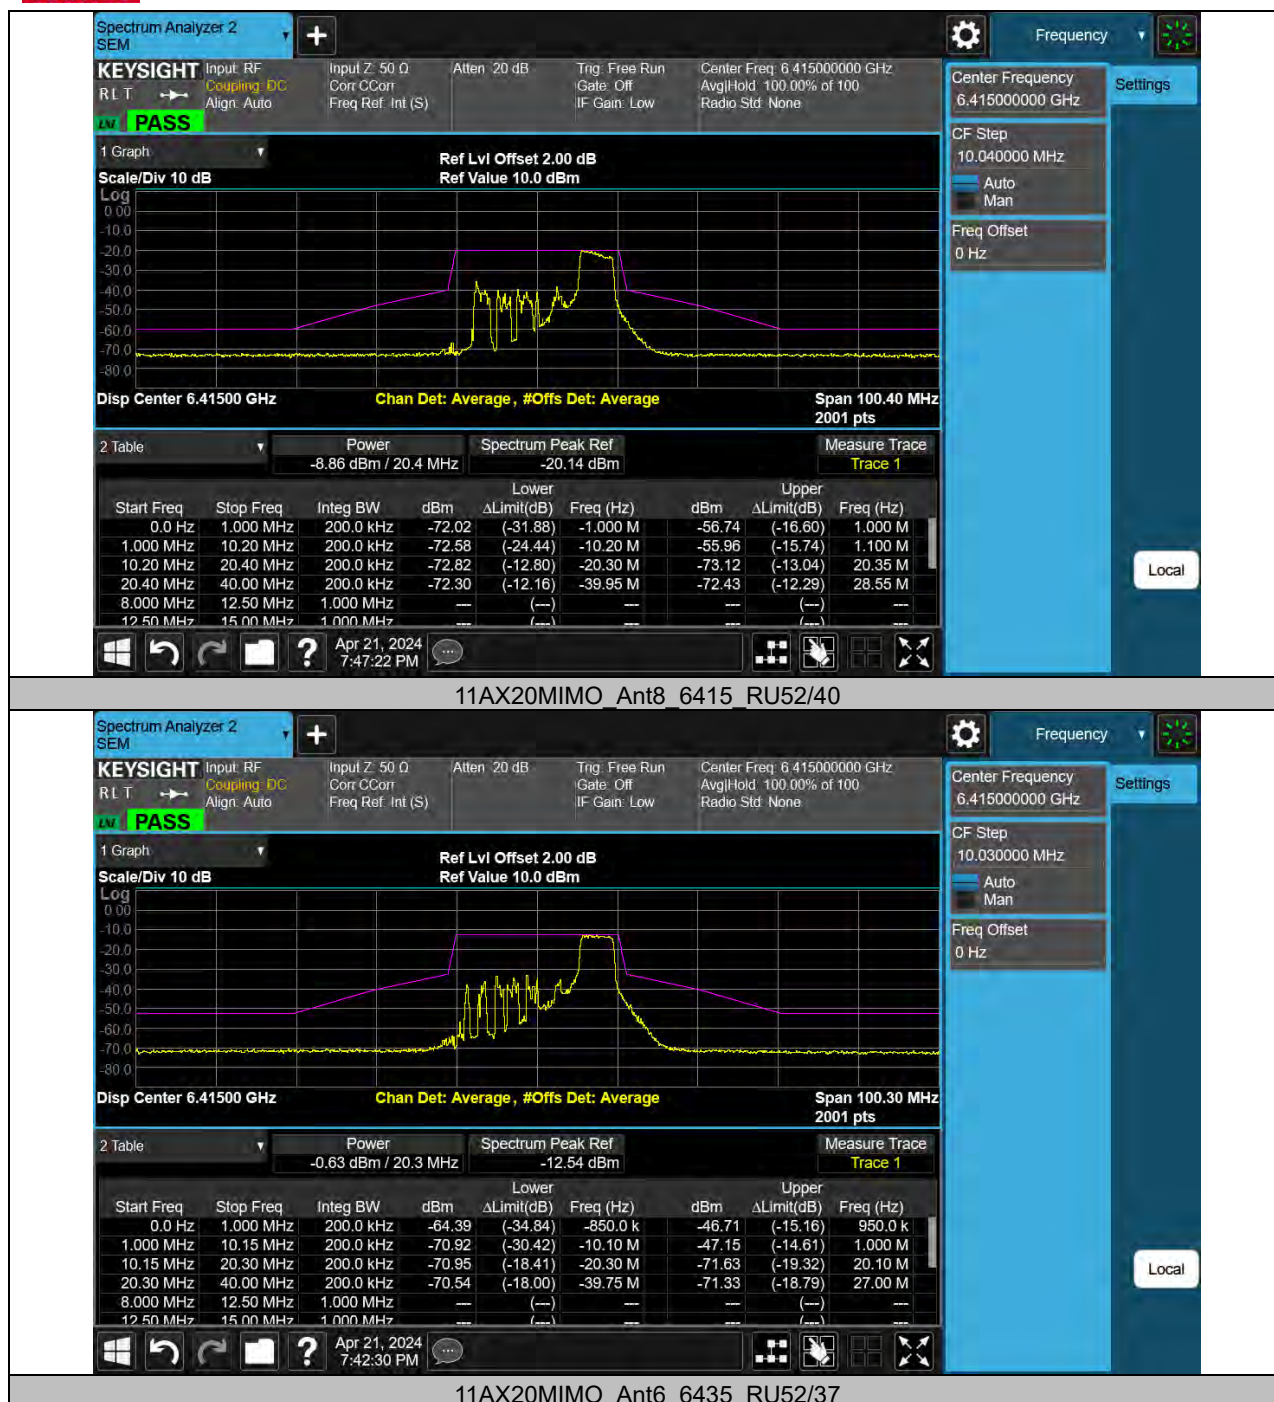 Spectrum Analyzer 2
SEM
Frequency
KEYSIGHT
RLT
PASS
Input: RF
Coupling: DC
Align: Auto
Input Z: 50 Ω
Corr CCorr
Freq Ref: Int (S)
Atten: 20 dB
Trig: Free Run
Gate: Off
IF Gain: Low
Center Freq: 6.415000000 GHz
Avg|Hold: 100.00% of 100
Radio Std: None
Center Frequency
6.415000000 GHz
Settings
CF Step
10.040000 MHz
Auto
Man
Freq Offset
0 Hz
Local
1 Graph
Scale/Div 10 dB
Ref Lvl Offset 2.00 dB
Ref Value 10.0 dBm
Log
0.00
-10.0
-20.0
-30.0
-40.0
-50.0
-60.0
-70.0
-80.0
Disp Center 6.41500 GHz
Chan Det: Average, #Offs Det: Average
Span 100.40 MHz
2001 pts
2 Table
Power
-8.86 dBm / 20.4 MHz
Spectrum Peak Ref
-20.14 dBm
Measure Trace
Trace 1
Lower Upper
Start Freq Stop Freq Integ BW dBm ΔLimit(dB) Freq (Hz) dBm ΔLimit(dB) Freq (Hz)
0.0 Hz 1.000 MHz 200.0 kHz -72.02 (-31.88) -1.000 M -56.74 (-16.60) 1.000 M
1.000 MHz 10.20 MHz 200.0 kHz -72.58 (-24.44) -10.20 M -55.96 (-15.74) 1.100 M
10.20 MHz 20.40 MHz 200.0 kHz -72.82 (-12.80) -20.30 M -73.12 (-13.04) 20.35 M
20.40 MHz 40.00 MHz 200.0 kHz -72.30 (-12.16) -39.95 M -72.43 (-12.29) 28.55 M
8.000 MHz 12.50 MHz 1.000 MHz --- (---) --- --- (---) ---
12.50 MHz 15.00 MHz 1.000 MHz --- (---) --- --- (---) ---
Apr 21, 2024
7:47:22 PM
11AX20MIMO_Ant8_6415_RU52/40
Spectrum Analyzer 2
SEM
Frequency
KEYSIGHT
RLT
PASS
Input: RF
Coupling: DC
Align: Auto
Input Z: 50 Ω
Corr CCorr
Freq Ref: Int (S)
Atten: 20 dB
Trig: Free Run
Gate: Off
IF Gain: Low
Center Freq: 6.415000000 GHz
Avg|Hold: 100.00% of 100
Radio Std: None
Center Frequency
6.415000000 GHz
Settings
CF Step
10.030000 MHz
Auto
Man
Freq Offset
0 Hz
Local
1 Graph
Scale/Div 10 dB
Ref Lvl Offset 2.00 dB
Ref Value 10.0 dBm
Log
0.00
-10.0
-20.0
-30.0
-40.0
-50.0
-60.0
-70.0
-80.0
Disp Center 6.41500 GHz
Chan Det: Average, #Offs Det: Average
Span 100.30 MHz
2001 pts
2 Table
Power
-0.63 dBm / 20.3 MHz
Spectrum Peak Ref
-12.54 dBm
Measure Trace
Trace 1
Lower Upper
Start Freq Stop Freq Integ BW dBm ΔLimit(dB) Freq (Hz) dBm ΔLimit(dB) Freq (Hz)
0.0 Hz 1.000 MHz 200.0 kHz -64.39 (-34.84) -850.0 k -46.71 (-15.16) 950.0 k
1.000 MHz 10.15 MHz 200.0 kHz -70.92 (-30.42) -10.10 M -47.15 (-14.61) 1.000 M
10.15 MHz 20.30 MHz 200.0 kHz -70.95 (-18.41) -20.30 M -71.63 (-19.32) 20.10 M
20.30 MHz 40.00 MHz 200.0 kHz -70.54 (-18.00) -39.75 M -71.33 (-18.79) 27.00 M
8.000 MHz 12.50 MHz 1.000 MHz --- (---) --- --- (---) ---
12.50 MHz 15.00 MHz 1.000 MHz --- (---) --- --- (---) ---
Apr 21, 2024
7:42:30 PM
11AX20MIMO_Ant6_6435_RU52/37